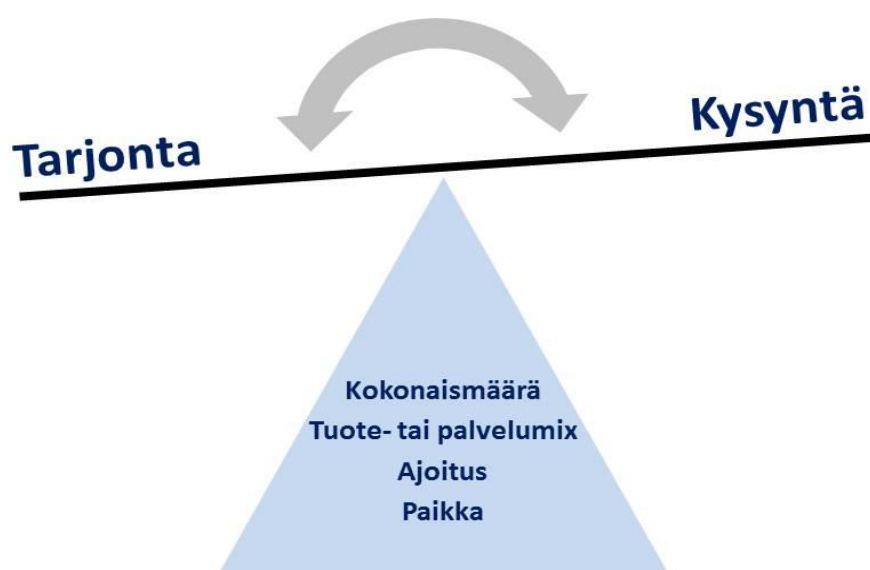 Tarjonta
Kysyntä
Kokonaismäärä
Tuote- tai palvelumix
Ajoitus
Paikka